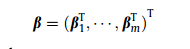 𝜷 = (𝜷₁ᵀ, ⋯, 𝜷ₘᵀ)ᵀ